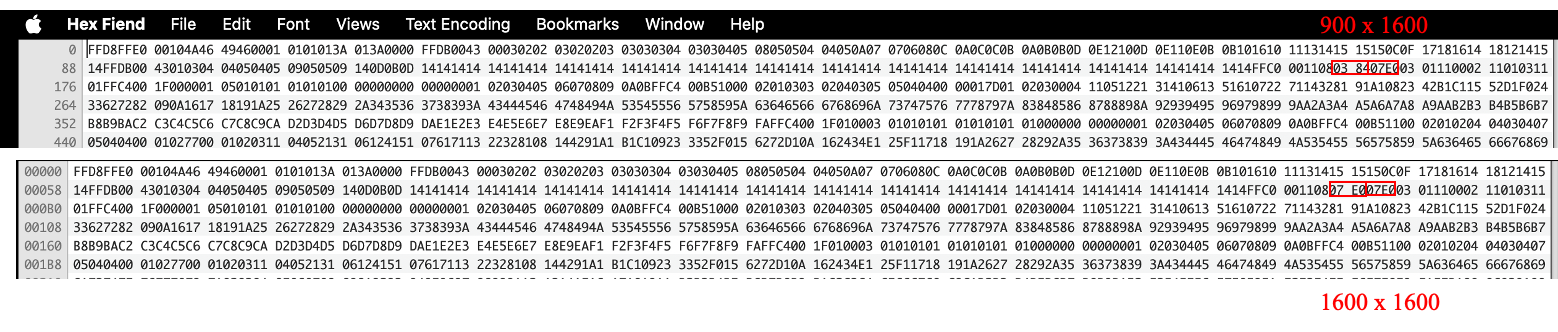 Hex Fiend File Edit Font Views Text Encoding Bookmarks Window Help 900 x 1600
0 FFD8FFE0 00104A46 49460001 0101013A 013A0000 FFDB0043 00030202 03020203 03030304 03030405 08050504 04050A07 0706080C 0A0C0C0B 0A0B0B0D 0E12100D 0E110E0B 0B101610 11131415 15150C0F 17181614 18121415
88 14FFDB00 43010304 04050405 09050509 140D0B0D 14141414 14141414 14141414 14141414 14141414 14141414 14141414 14141414 14141414 14141414 14141414 14141414 1414FFC0 00110803 8407E003 01110002 11010311
176 01FFC400 1F000001 05010101 01010100 00000000 00000001 02030405 06070809 0A0BFFC4 00B51000 02010303 02040305 05040400 00017D01 02030004 11051221 31410613 51610722 71143281 91A10823 42B1C115 52D1F024
264 33627282 090A1617 18191A25 26272829 2A343536 3738393A 43444546 4748494A 53545556 5758595A 63646566 6768696A 73747576 7778797A 83848586 8788898A 92939495 96979899 9AA2A3A4 A5A6A7A8 A9AAB2B3 B4B5B6B7
352 B8B9BAC2 C3C4C5C6 C7C8C9CA D2D3D4D5 D6D7D8D9 DAE1E2E3 E4E5E6E7 E8E9EAF1 F2F3F4F5 F6F7F8F9 FAFFC400 1F010003 01010101 01010101 01000000 00000001 02030405 06070809 0A0BFFC4 00B51100 02010204 04030407
440 05040400 01027700 01020311 04052131 06124151 07617113 22328108 144291A1 B1C10923 3352F015 6272D10A 162434E1 25F11718 191A2627 28292A35 36373839 3A434445 46474849 4A535455 56575859 5A636465 66676869
00000 FFD8FFE0 00104A46 49460001 0101013A 013A0000 FFDB0043 00030202 03020203 03030304 03030405 08050504 04050A07 0706080C 0A0C0C0B 0A0B0B0D 0E12100D 0E110E0B 0B101610 11131415 15150C0F 17181614 18121415
00058 14FFDB00 43010304 04050405 09050509 140D0B0D 14141414 14141414 14141414 14141414 14141414 14141414 14141414 14141414 14141414 14141414 14141414 14141414 1414FFC0 00110807 E007E003 01110002 11010311
000B0 01FFC400 1F000001 05010101 01010100 00000000 00000001 02030405 06070809 0A0BFFC4 00B51000 02010303 02040305 05040400 00017D01 02030004 11051221 31410613 51610722 71143281 91A10823 42B1C115 52D1F024
00108 33627282 090A1617 18191A25 26272829 2A343536 3738393A 43444546 4748494A 53545556 5758595A 63646566 6768696A 73747576 7778797A 83848586 8788898A 92939495 96979899 9AA2A3A4 A5A6A7A8 A9AAB2B3 B4B5B6B7
00160 B8B9BAC2 C3C4C5C6 C7C8C9CA D2D3D4D5 D6D7D8D9 DAE1E2E3 E4E5E6E7 E8E9EAF1 F2F3F4F5 F6F7F8F9 FAFFC400 1F010003 01010101 01010101 01000000 00000001 02030405 06070809 0A0BFFC4 00B51100 02010204 04030407
001B8 05040400 01027700 01020311 04052131 06124151 07617113 22328108 144291A1 B1C10923 3352F015 6272D10A 162434E1 25F11718 191A2627 28292A35 36373839 3A434445 46474849 4A535455 56575859 5A636465 66676869
1600 x 1600